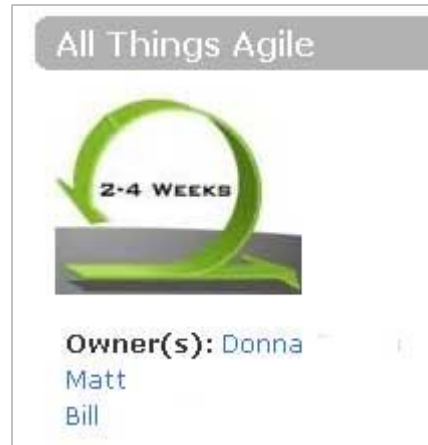 All Things Agile
2-4 WEEKS
Owner(s): Donna
Matt
Bill